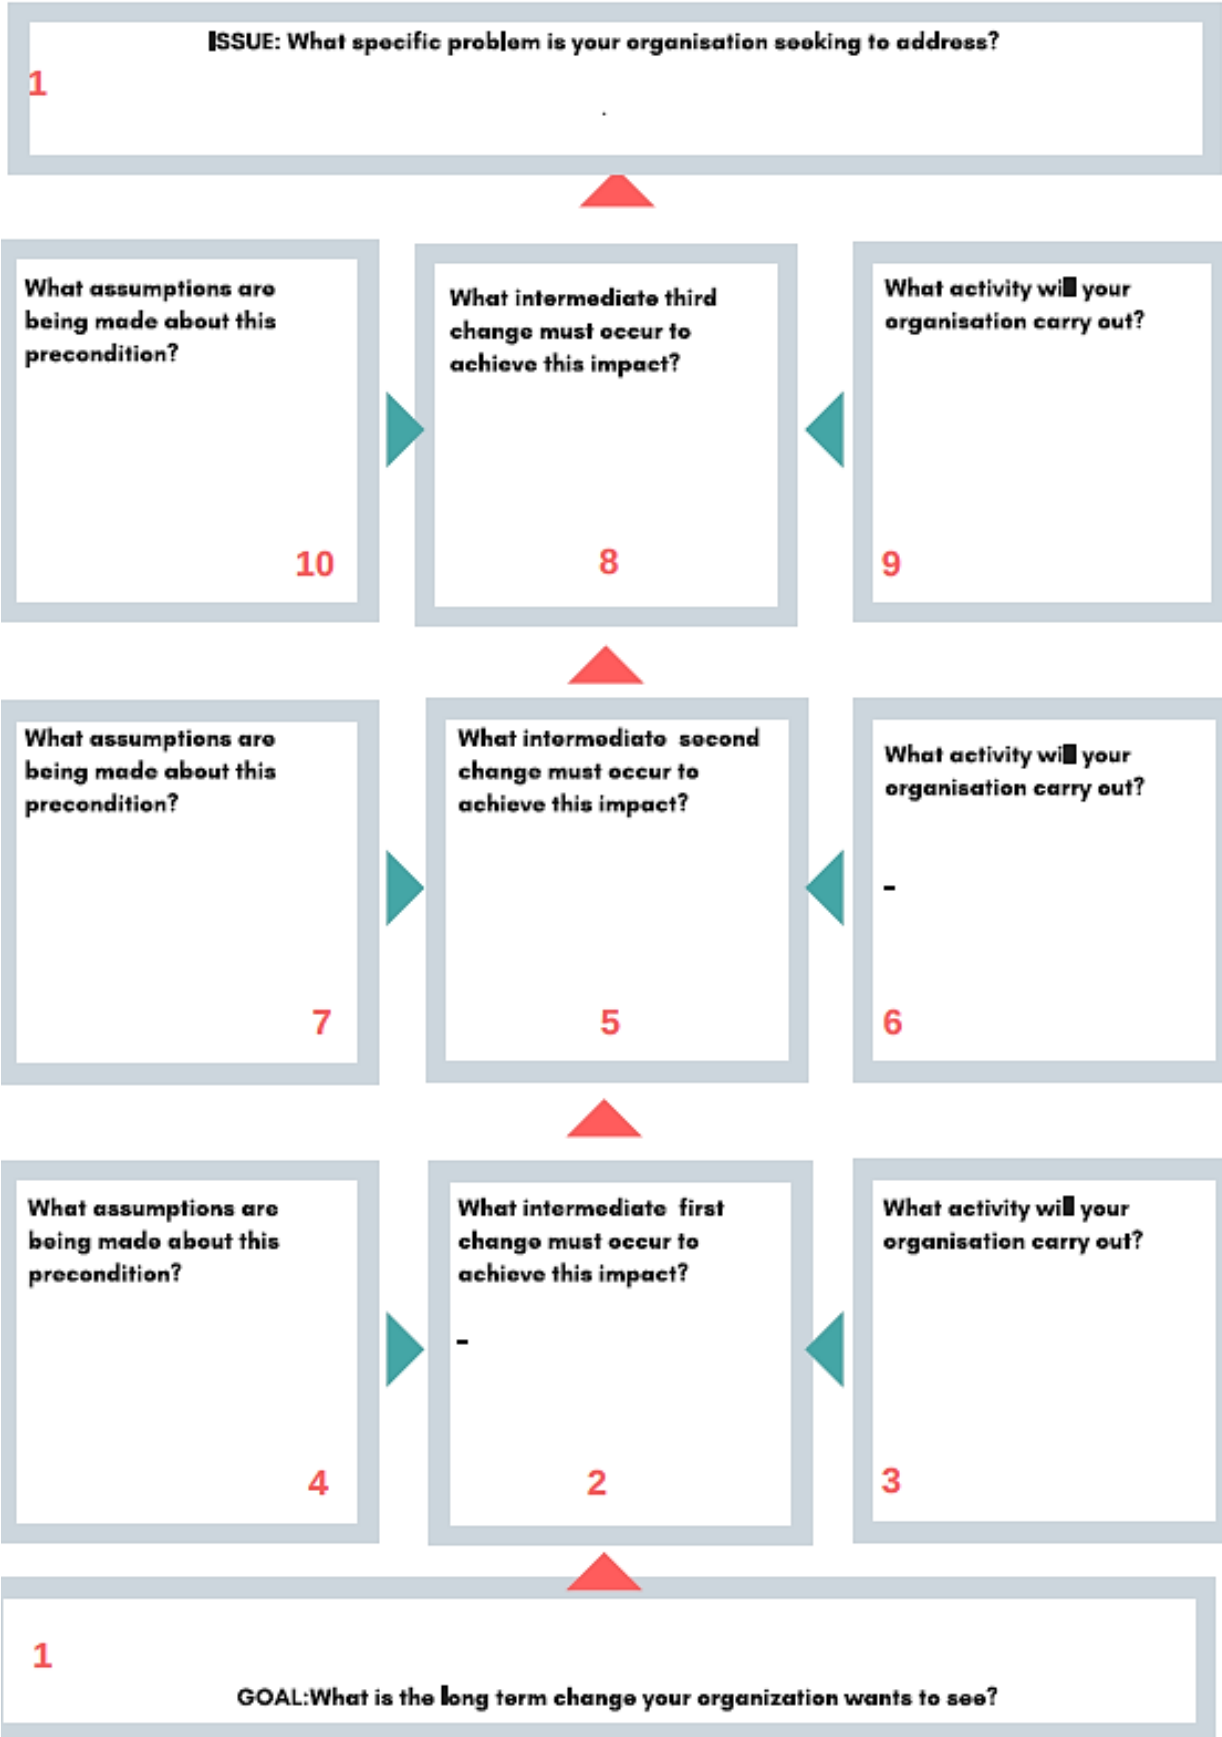 ISSUE: What specific problem is your organisation seeking to address?
1
.
What assumptions are
being made about this
precondition?
10
What intermediate third
change must occur to
achieve this impact?
8
What activity will your
organisation carry out?
9
What assumptions are
being made about this
precondition?
7
What intermediate second
change must occur to
achieve this impact?
5
What activity will your
organisation carry out?
-
6
What assumptions are
being made about this
precondition?
4
What intermediate first
change must occur to
achieve this impact?
-
2
What activity will your
organisation carry out?
3
1
GOAL:What is the long term change your organization wants to see?